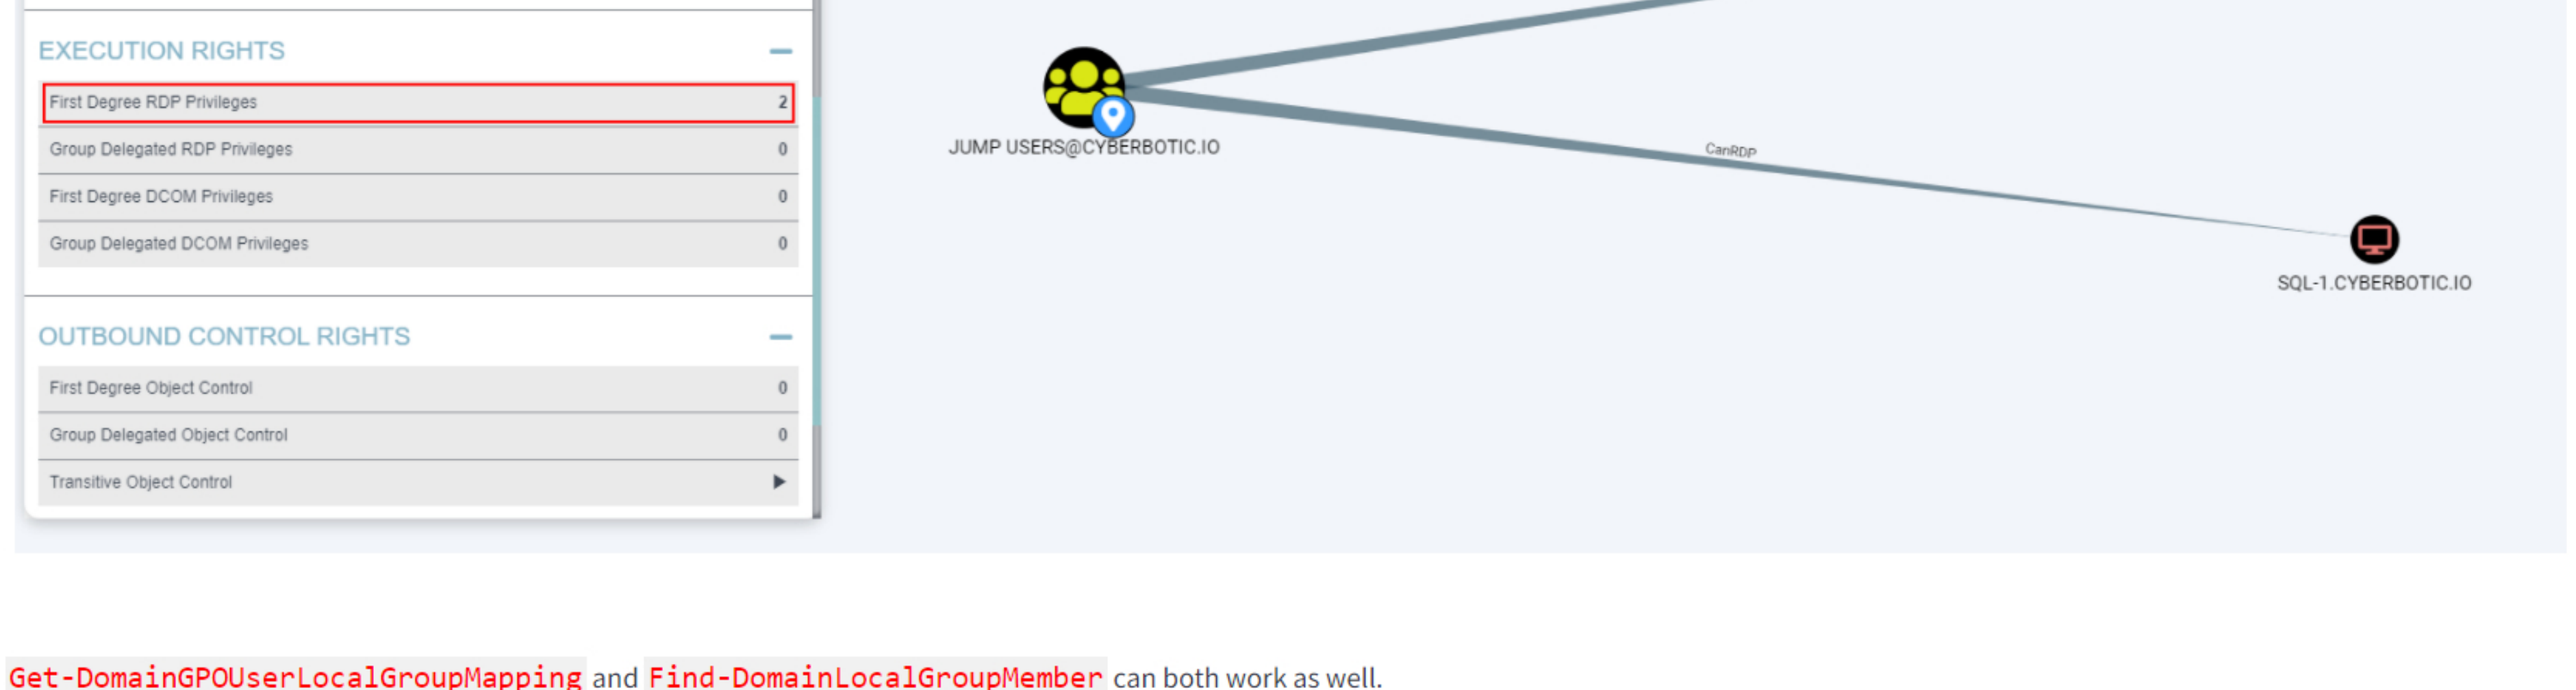 EXECUTION RIGHTS
First Degree RDP Privileges 2
Group Delegated RDP Privileges 0
First Degree DCOM Privileges 0
Group Delegated DCOM Privileges 0
OUTBOUND CONTROL RIGHTS
First Degree Object Control 0
Group Delegated Object Control 0
Transitive Object Control
JUMP USERS@CYBERBOTIC.IO
CanRDP
SQL-1.CYBERBOTIC.IO
Get-DomainGPOUserLocalGroupMapping and Find-DomainLocalGroupMember can both work as well.